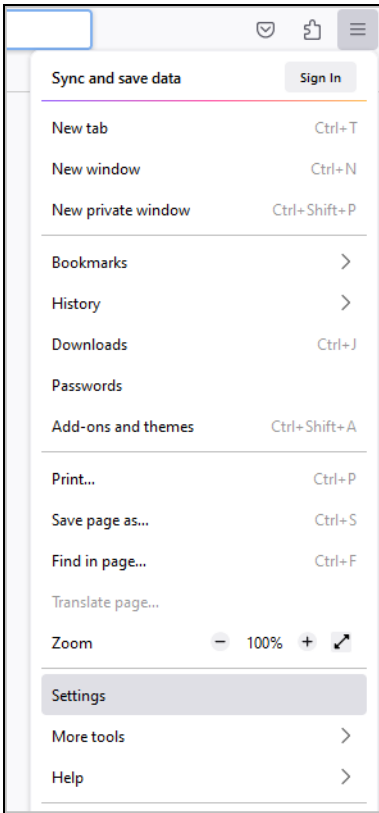 Sync and save data Sign In
New tab Ctrl+T
New window Ctrl+N
New private window Ctrl+Shift+P
Bookmarks
History
Downloads Ctrl+J
Passwords
Add-ons and themes Ctrl+Shift+A
Print... Ctrl+P
Save page as... Ctrl+S
Find in page... Ctrl+F
Translate page...
Zoom − 100% +
Settings
More tools
Help